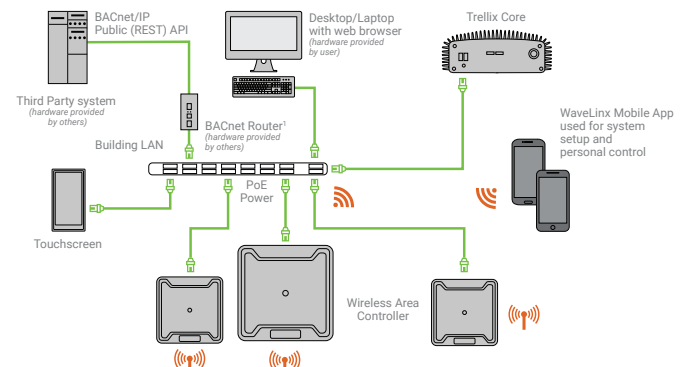 BACnet/IP
Public (REST) API
Desktop/Laptop
with web browser
(hardware provided
by user)
Trellix Core
Third Party system
(hardware provided
by others)
BACnet Router¹
(hardware provided
by others)
Building LAN
WaveLinx Mobile App
used for system
setup and
personal control
PoE
Power
Touchscreen
Wireless Area
Controller